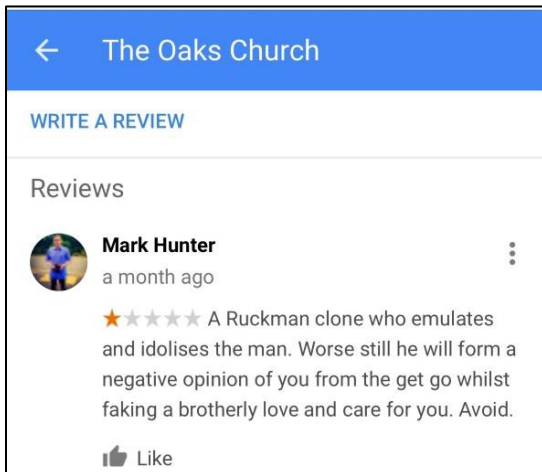 The Oaks Church
WRITE A REVIEW
Reviews
Mark Hunter
a month ago
A Ruckman clone who emulates
and idolises the man. Worse still he will form a
negative opinion of you from the get go whilst
faking a brotherly love and care for you. Avoid.
Like